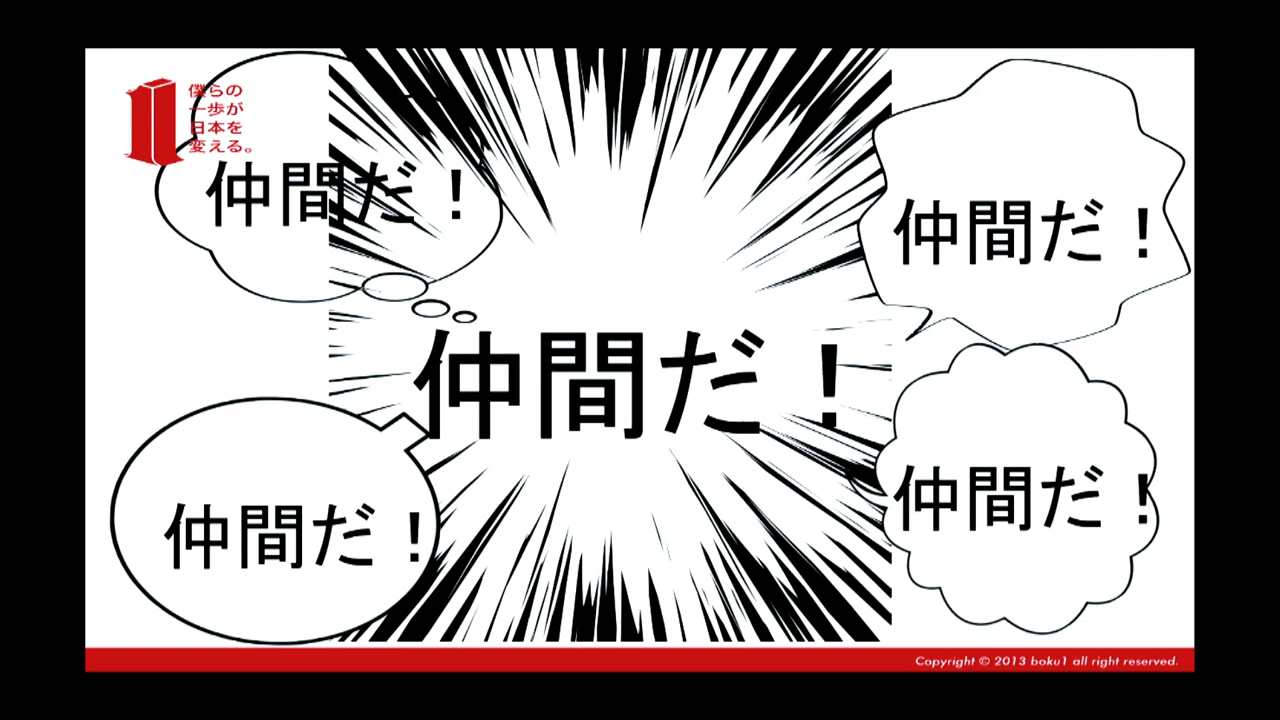 僕らの
一歩が
日本を
変える。
仲間だ！
仲間だ！
仲間だ！
仲間だ！
仲間だ！
Copyright © 2013 boku1 all right reserved.